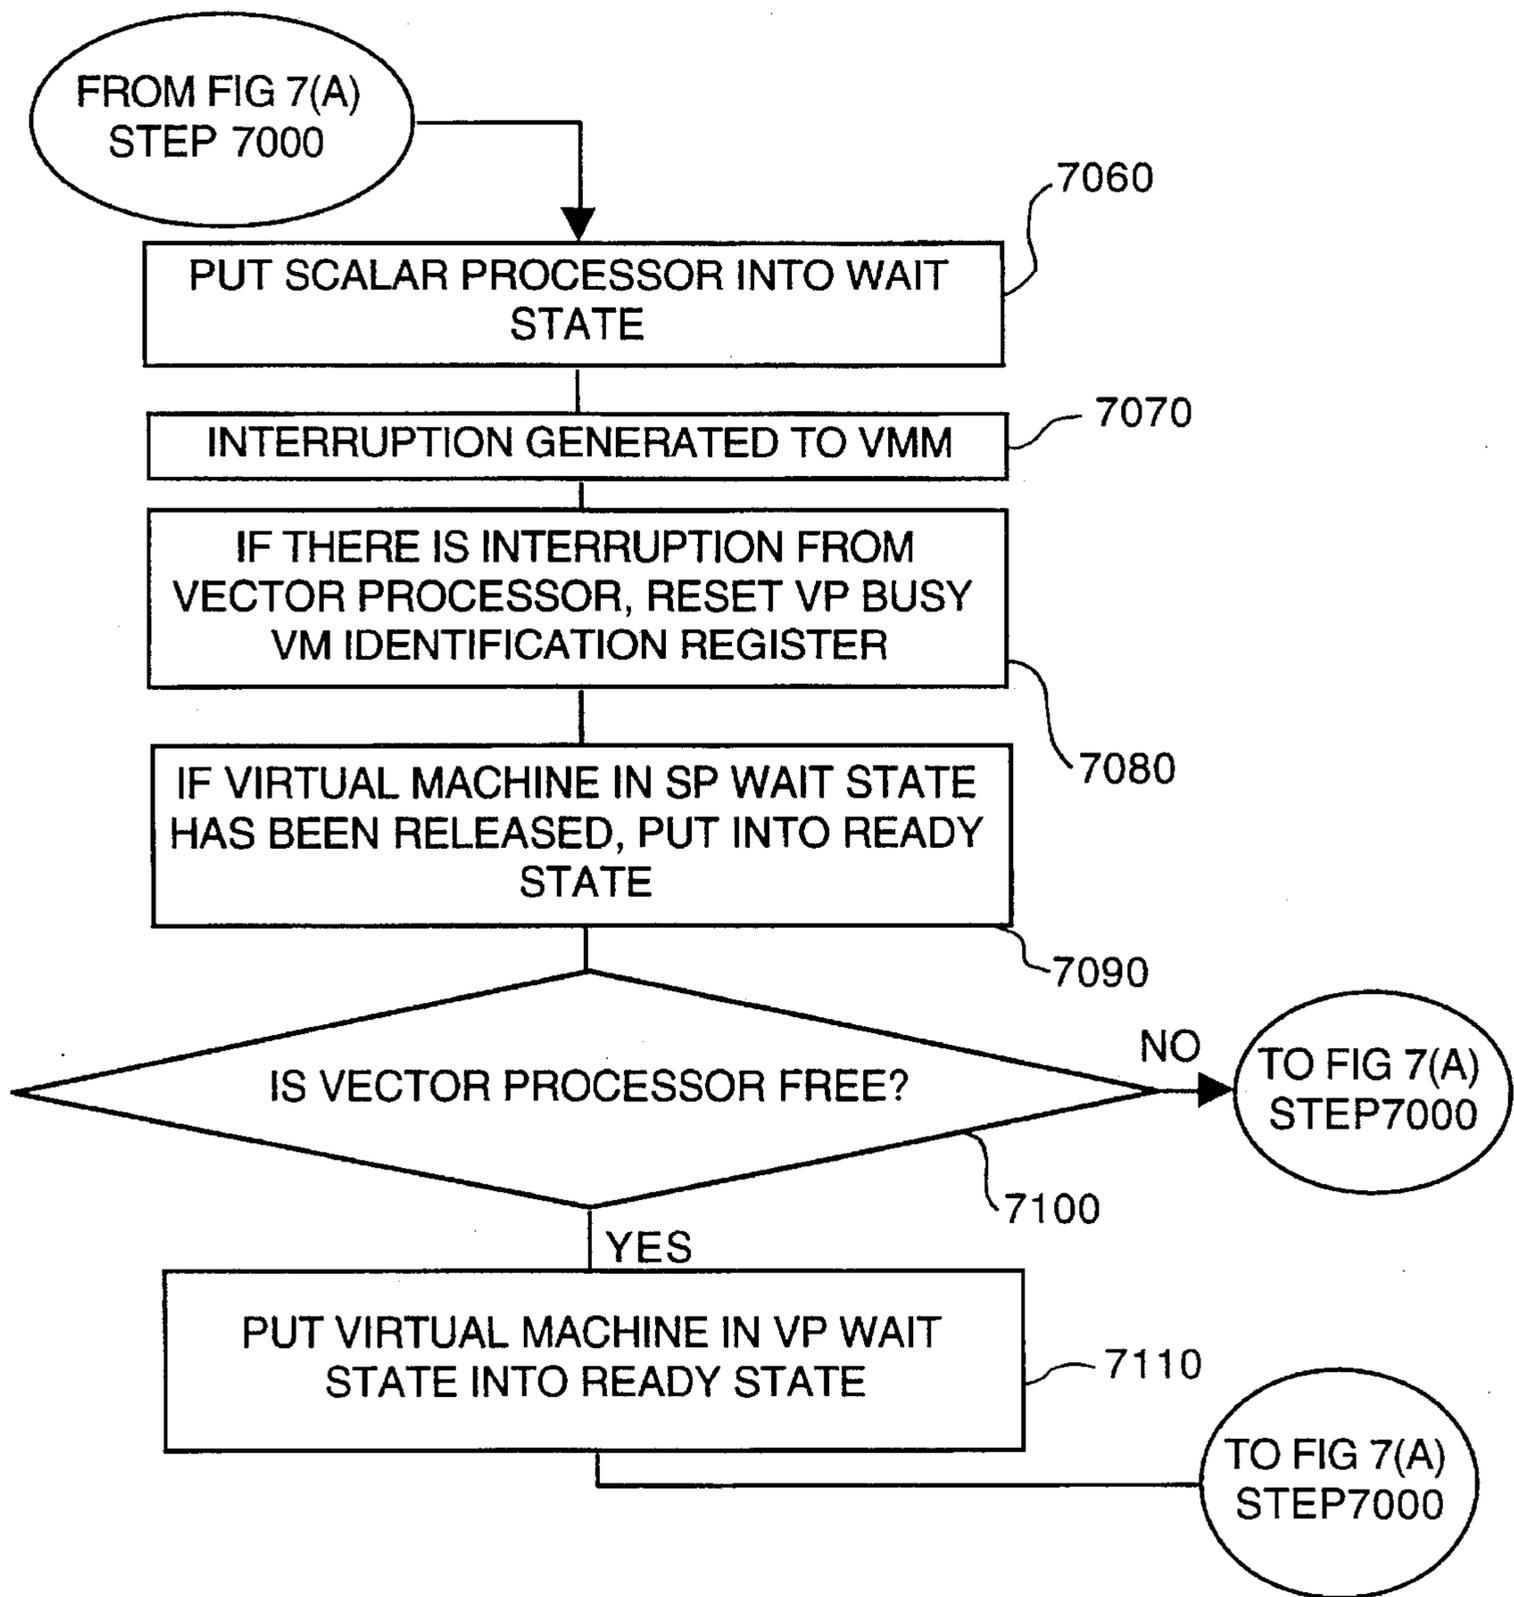 FROM FIG 7(A)
STEP 7000
7060
PUT SCALAR PROCESSOR INTO WAIT
STATE
7070
INTERRUPTION GENERATED TO VMM
IF THERE IS INTERRUPTION FROM
VECTOR PROCESSOR, RESET VP BUSY
VM IDENTIFICATION REGISTER
7080
IF VIRTUAL MACHINE IN SP WAIT STATE
HAS BEEN RELEASED, PUT INTO READY
STATE
7090
IS VECTOR PROCESSOR FREE?
NO
TO FIG 7(A)
STEP7000
7100
YES
PUT VIRTUAL MACHINE IN VP WAIT
STATE INTO READY STATE
7110
TO FIG 7(A)
STEP7000